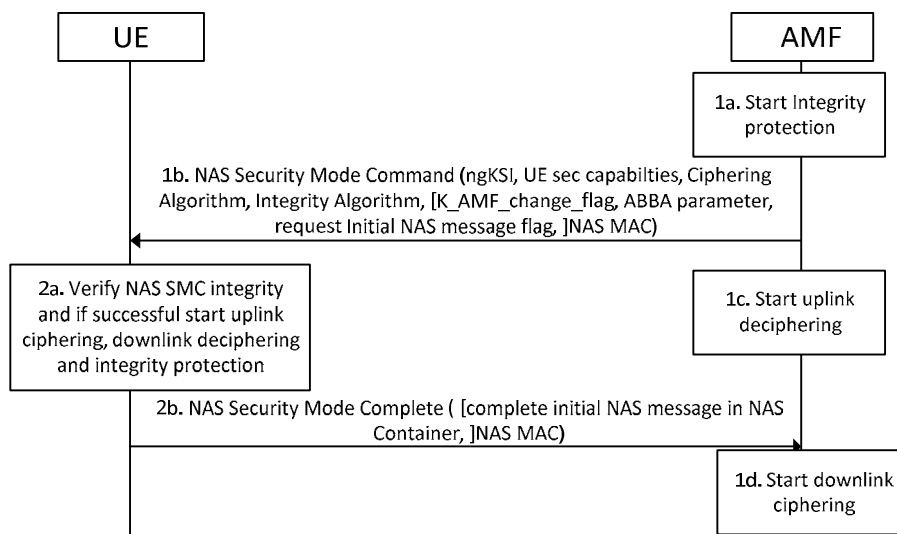 UE
AMF
1a. Start Integrity
protection
1b. NAS Security Mode Command (ngKSI, UE sec capabilties, Ciphering
Algorithm, Integrity Algorithm, [K_AMF_change_flag, ABBA parameter,
request Initial NAS message flag, ]NAS MAC)
2a. Verify NAS SMC integrity
and if successful start uplink
ciphering, downlink deciphering
and integrity protection
1c. Start uplink
deciphering
2b. NAS Security Mode Complete ( [complete initial NAS message in NAS
Container, ]NAS MAC)
1d. Start downlink
ciphering